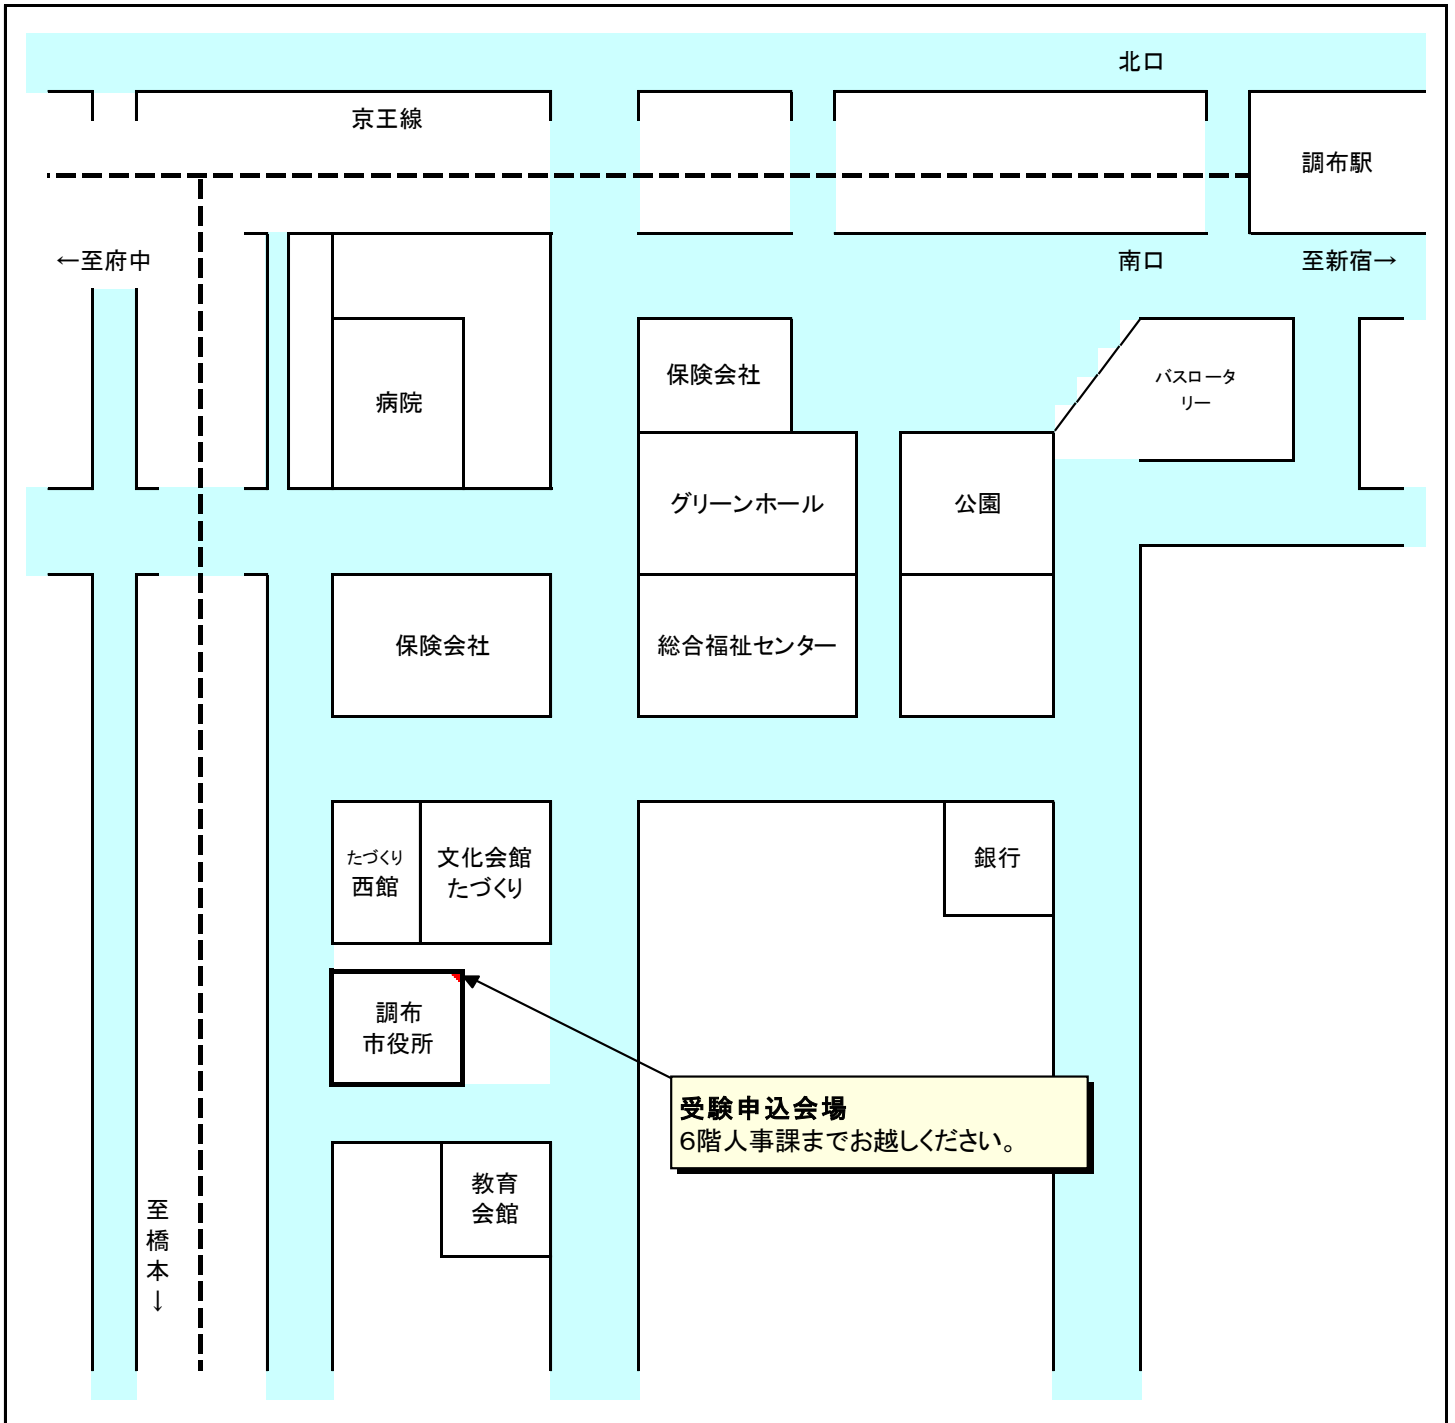 北口
京王線
調布駅
←至府中
南口
至新宿→
保険会社
バスロータ
リー
病院
グリーンホール
公園
保険会社
総合福祉センター
たづくり
西館
文化会館
たづくり
銀行
調布
市役所
受験申込会場
6階人事課までお越しください。
教育
会館
至
橋
本
↓